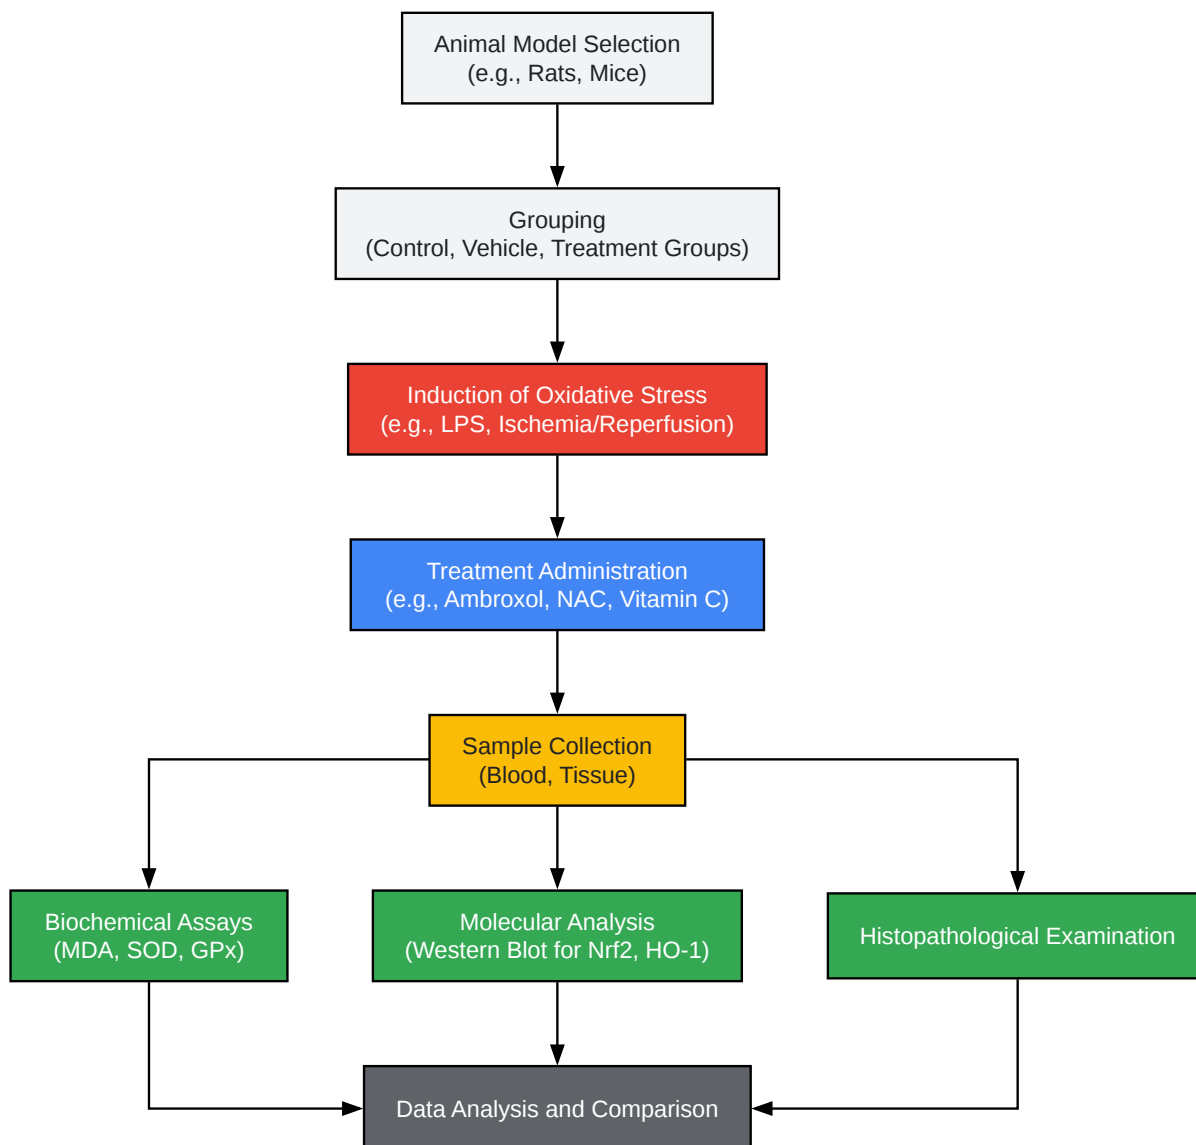 Animal Model Selection
(e.g., Rats, Mice)
Grouping
(Control, Vehicle, Treatment Groups)
Induction of Oxidative Stress
(e.g., LPS, Ischemia/Reperfusion)
Treatment Administration
(e.g., Ambroxol, NAC, Vitamin C)
Sample Collection
(Blood, Tissue)
Biochemical Assays
(MDA, SOD, GPx)
Molecular Analysis
(Western Blot for Nrf2, HO-1)
Histopathological Examination
Data Analysis and Comparison